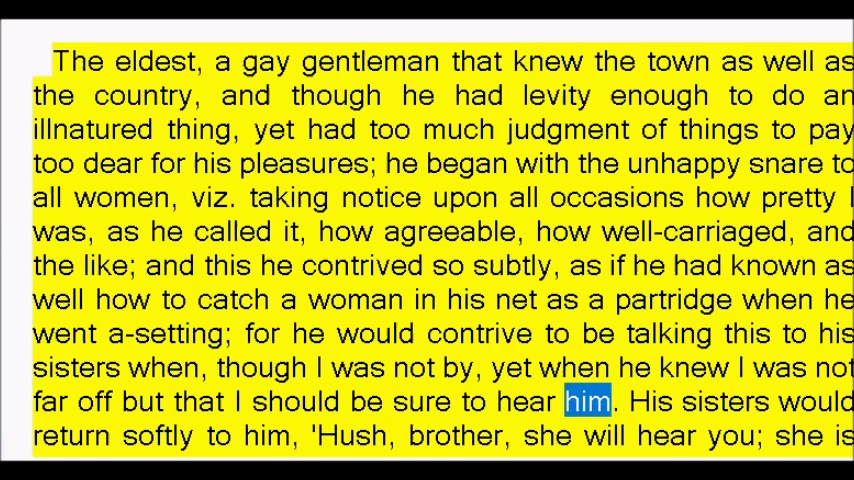 The eldest, a gay gentleman that knew the town as well as
the country, and though he had levity enough to do an
illnatured thing, yet had too much judgment of things to pay
too dear for his pleasures; he began with the unhappy snare to
all women, viz. taking notice upon all occasions how pretty I
was, as he called it, how agreeable, how well-carriaged, and
the like; and this he contrived so subtly, as if he had known as
well how to catch a woman in his net as a partridge when he
went a-setting; for he would contrive to be talking this to his
sisters when, though I was not by, yet when he knew I was not
far off but that I should be sure to hear him. His sisters would
return softly to him, 'Hush, brother, she will hear you; she is